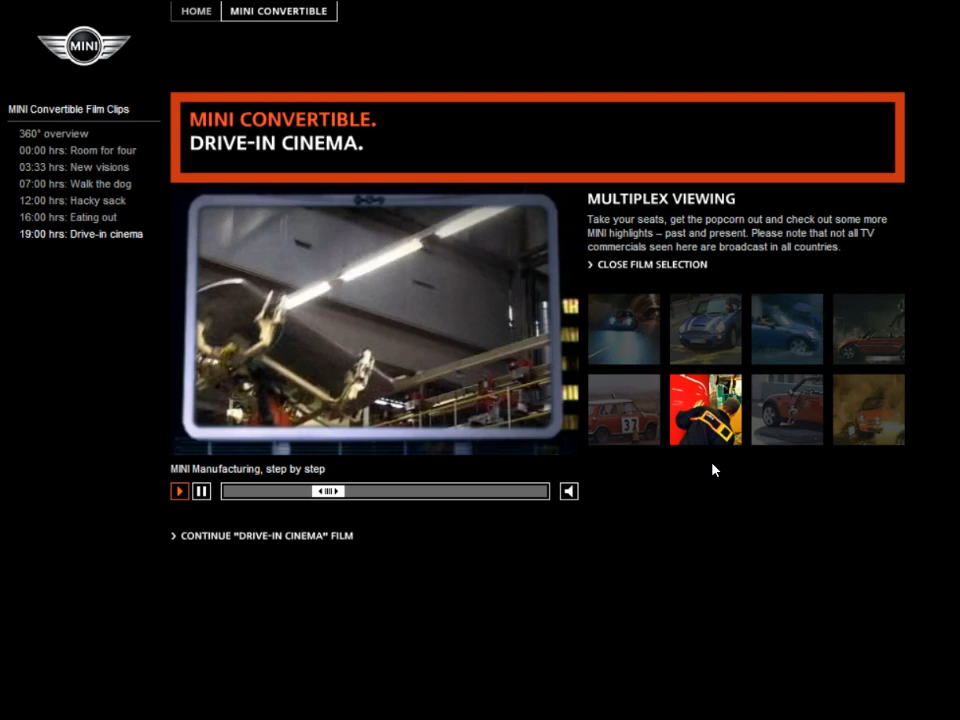 HOME
MINI CONVERTIBLE
MINI
MINI Convertible Film Clips
360° overview
00:00 hrs: Room for four
03:33 hrs: New visions
07:00 hrs: Walk the dog
12:00 hrs: Hacky sack
16:00 hrs: Eating out
19:00 hrs: Drive-in cinema
MINI CONVERTIBLE.
DRIVE-IN CINEMA.
MULTIPLEX VIEWING
Take your seats, get the popcorn out and check out some more
MINI highlights – past and present. Please note that not all TV
commercials seen here are broadcast in all countries.
CLOSE FILM SELECTION
37
MINI Manufacturing, step by step
CONTINUE "DRIVE-IN CINEMA" FILM